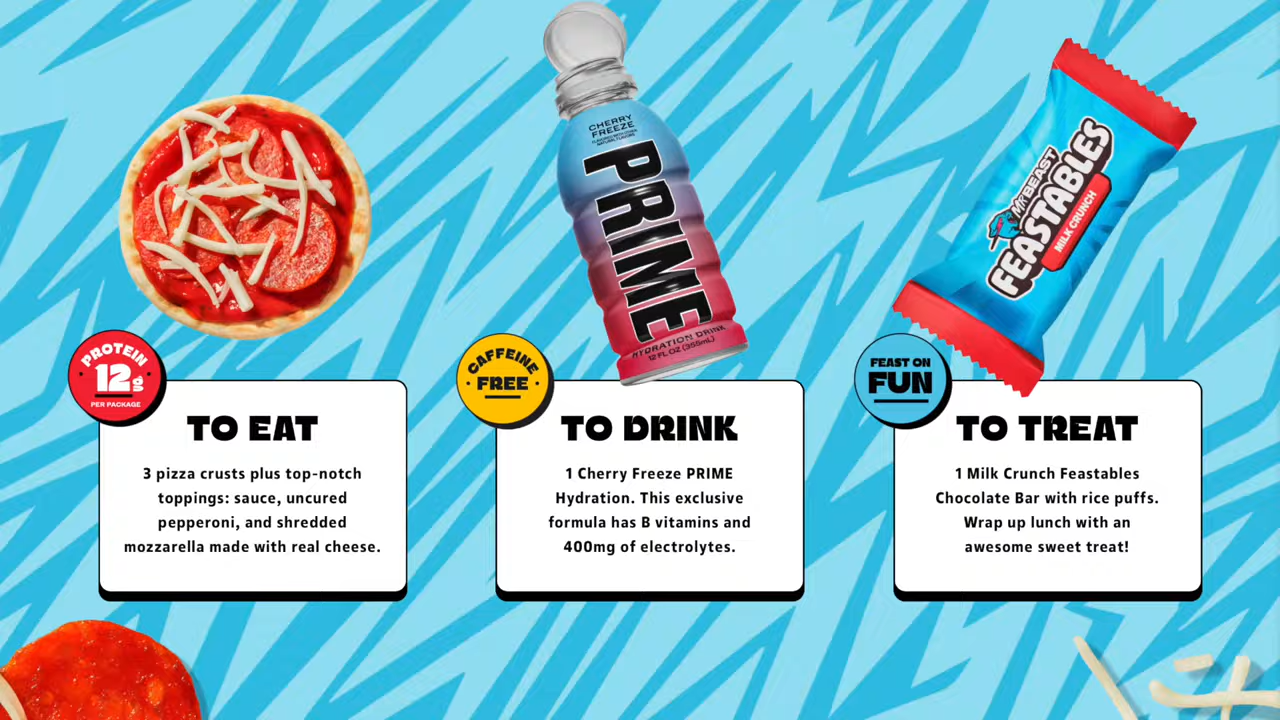 CHERRY
FREEZE
PRIME
HYDRATION DRINK
12 FL OZ (355mL)
MRBEAST
FEASTABLES
MILK CRUNCH
PROTEIN
12g
PER PACKAGE
TO EAT
3 pizza crusts plus top-notch
toppings: sauce, uncured
pepperoni, and shredded
mozzarella made with real cheese.
CAFFEINE
FREE
TO DRINK
1 Cherry Freeze PRIME
Hydration. This exclusive
formula has B vitamins and
400mg of electrolytes.
FEAST ON
FUN
TO TREAT
1 Milk Crunch Feastables
Chocolate Bar with rice puffs.
Wrap up lunch with an
awesome sweet treat!